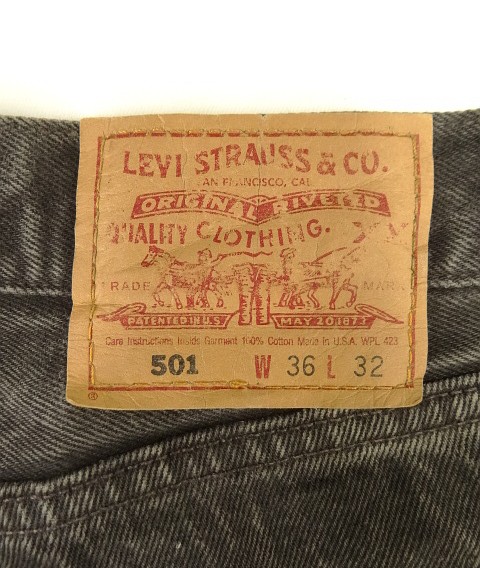 LEVI STRAUSS & CO.
SAN FRANCISCO, CAL
ORIGINAL RIVETED
QUALITY CLOTHING.
TRADE MARK
PATENTED IN U.S. MAY 20 1873
Care Instructions Inside Garment 100% Cotton Made in U.S.A. WPL 423
501 W 36 L 32
®